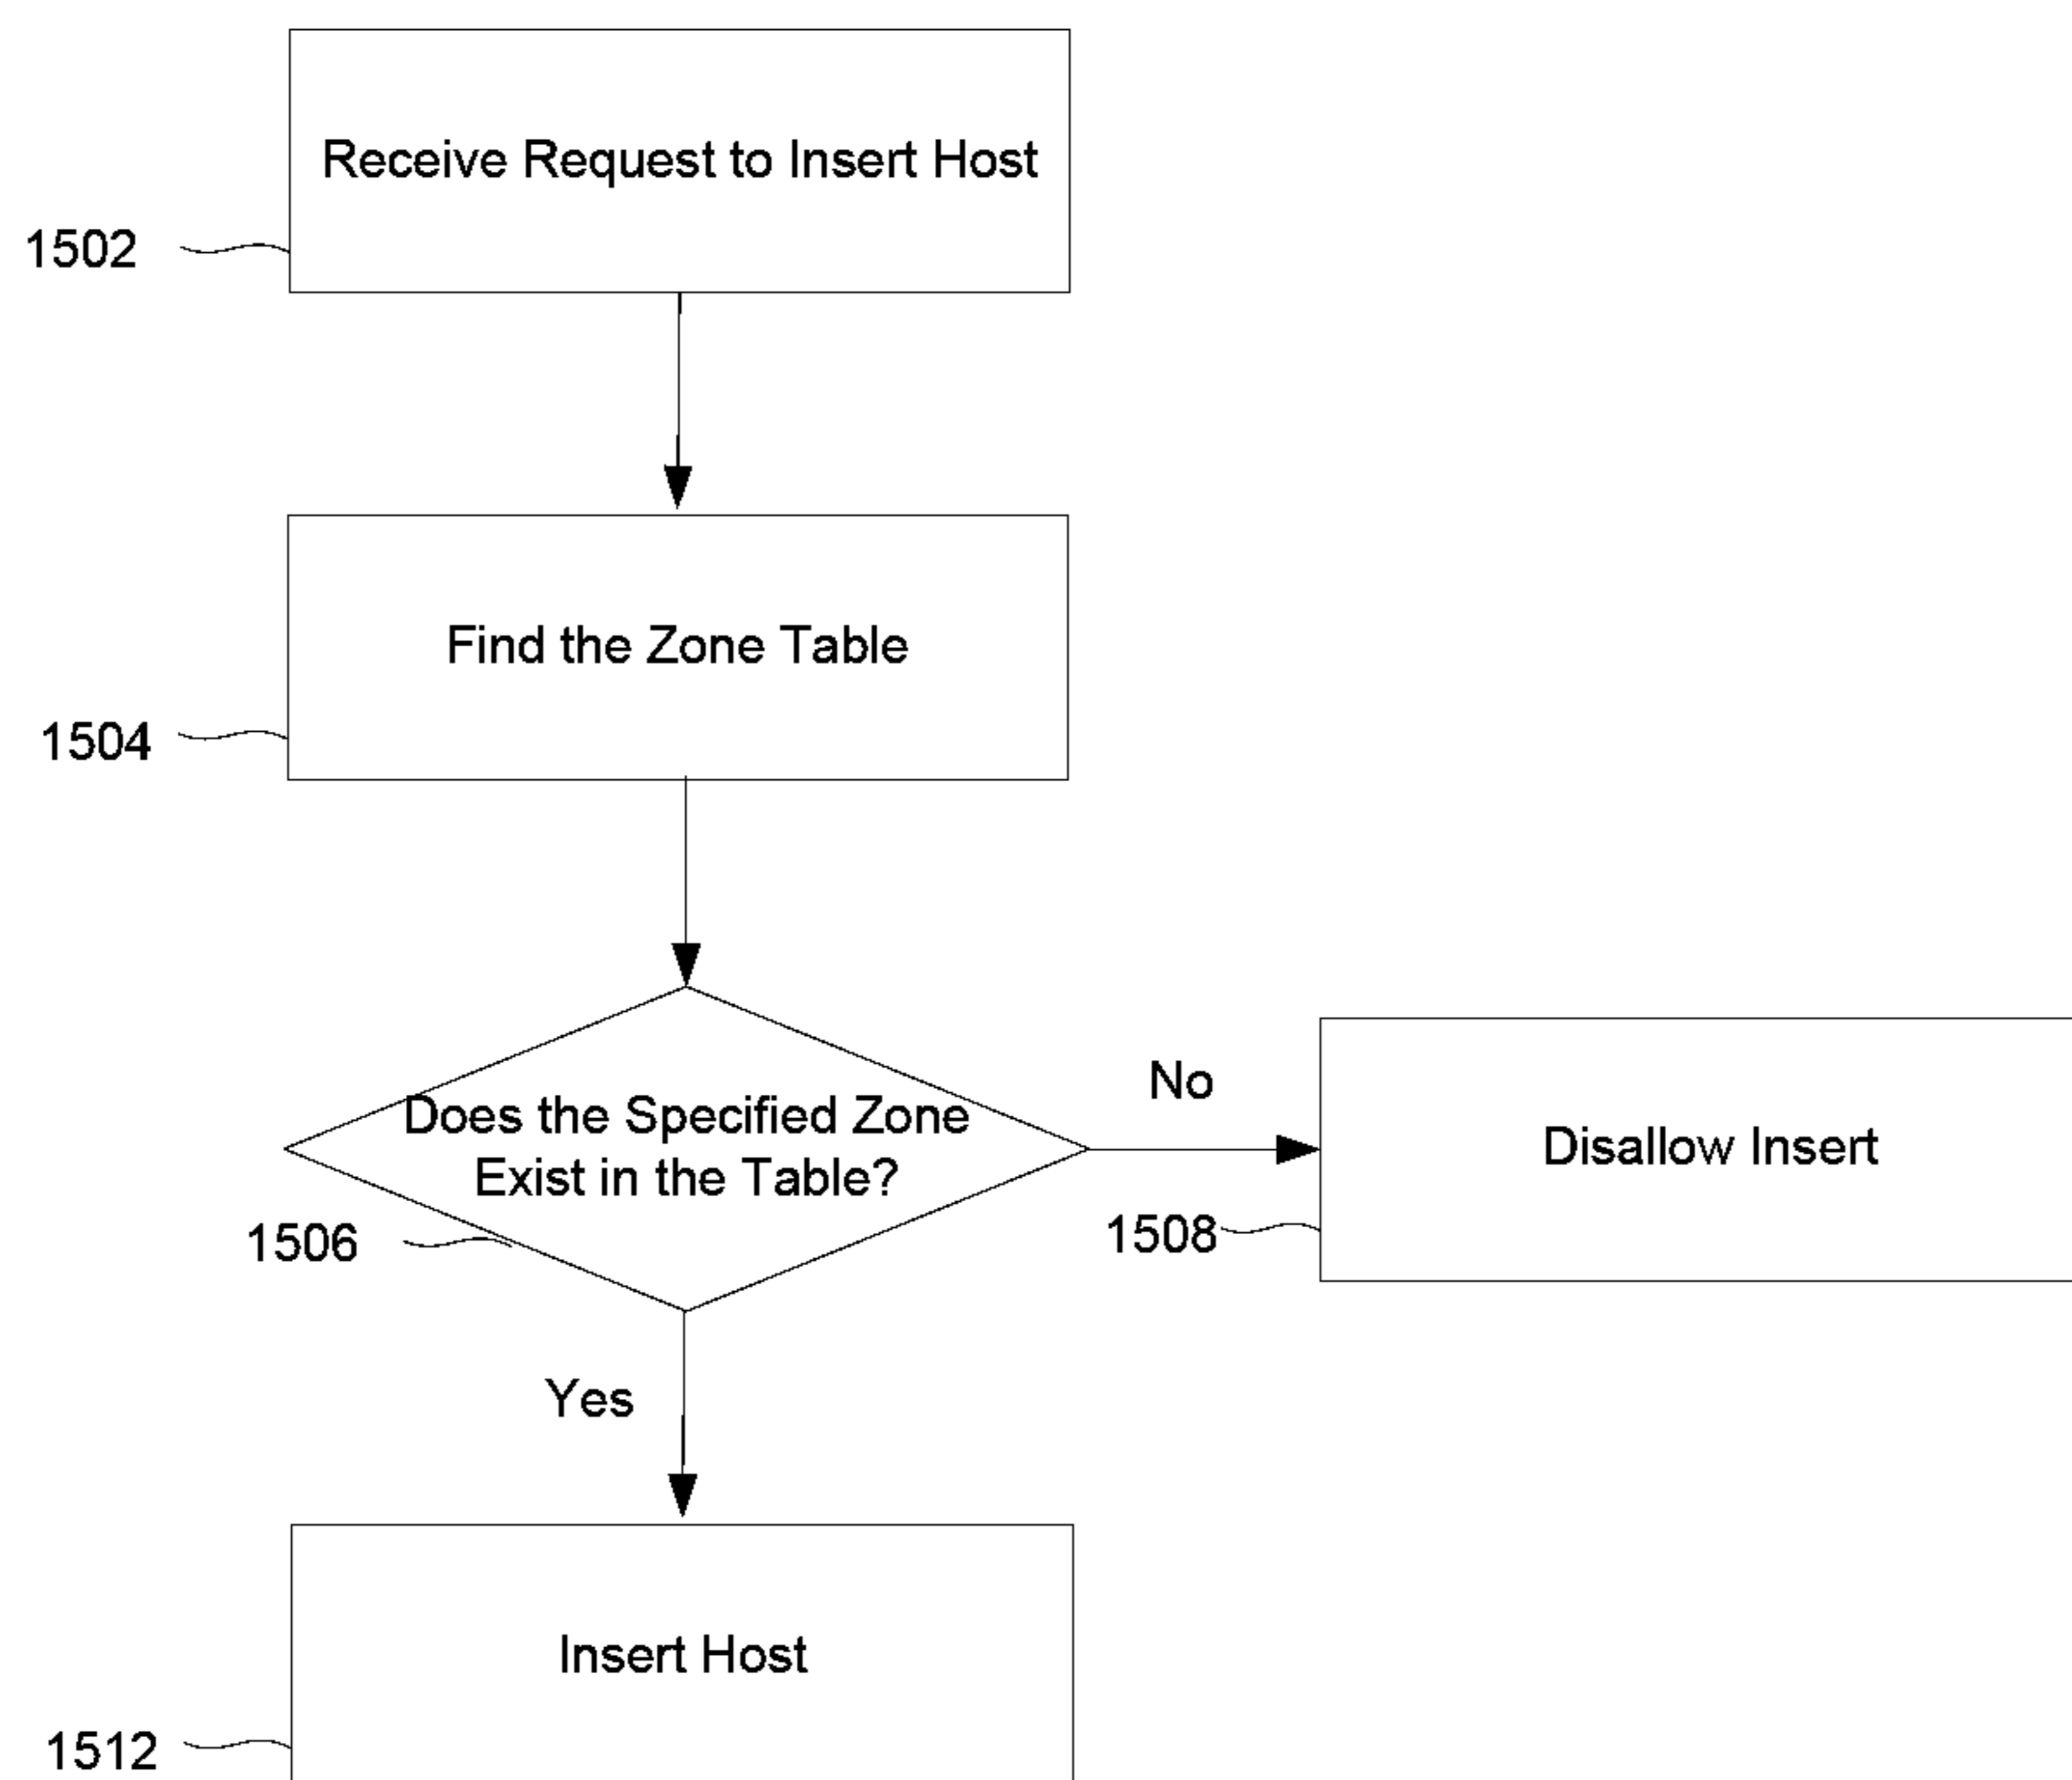 Receive Request to Insert Host
1502
Find the Zone Table
1504
Does the Specified Zone
Exist in the Table?
1506
No
Disallow Insert
1508
Yes
Insert Host
1512